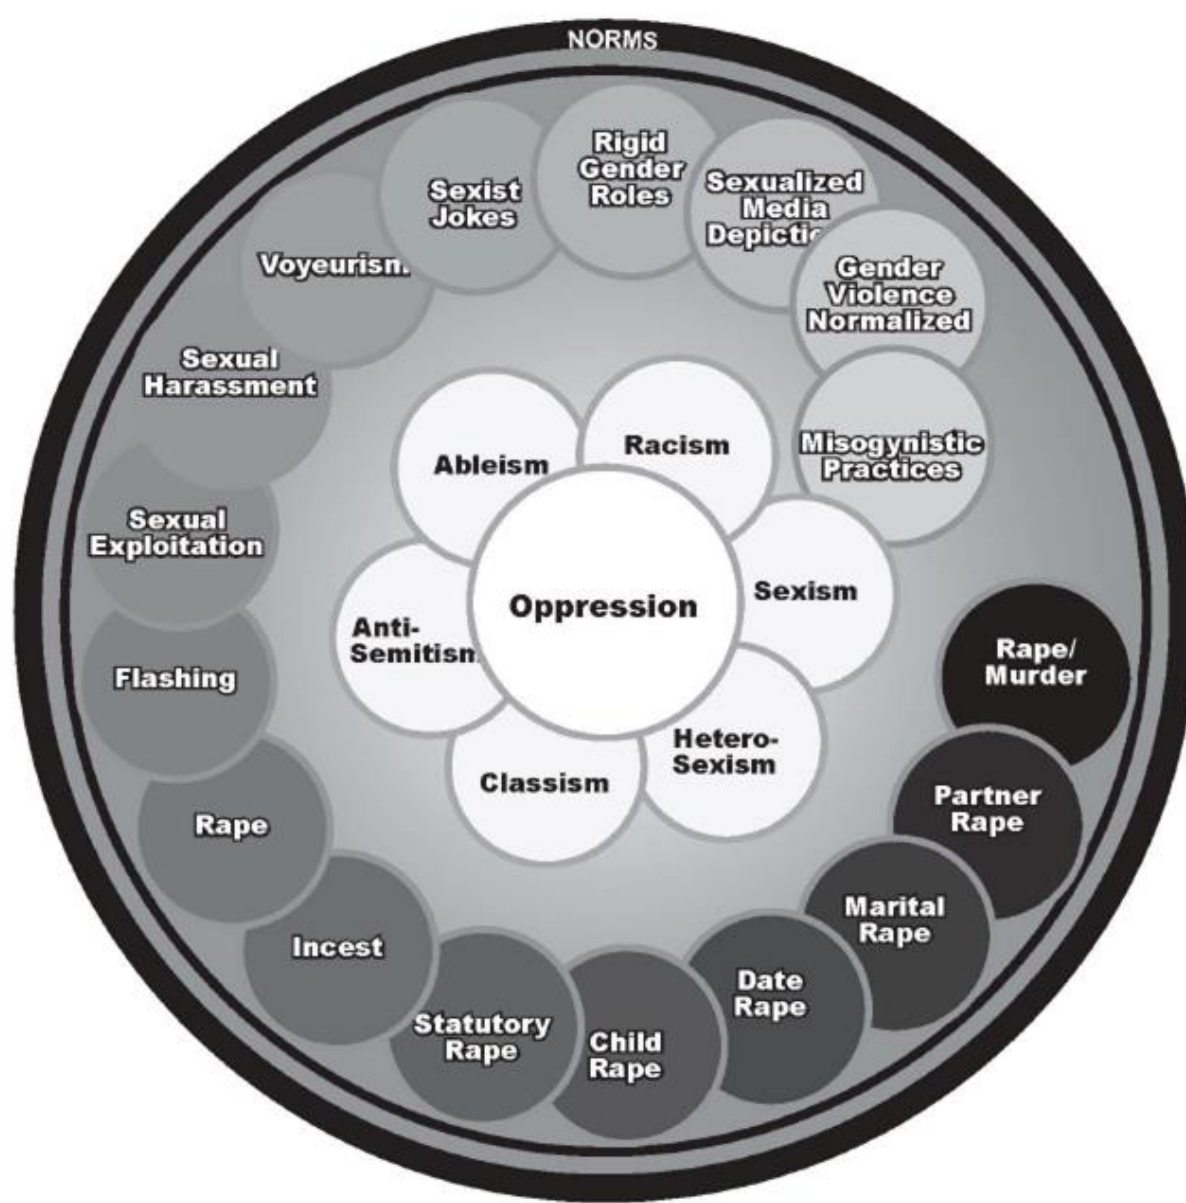 NORMS
Rigid
Gender
Roles
Sexualized
Media
Depictio
Gender
Violence
Normalized
Misogynistic
Practices
Sexist
Jokes
Voyeurism
Sexual
Harassment
Sexual
Exploitation
Flashing
Rape
Incest
Statutory
Rape
Child
Rape
Date
Rape
Marital
Rape
Partner
Rape
Rape/
Murder
Ableism
Racism
Sexism
Hetero-
Sexism
Classism
Anti-
Semitism
Oppression